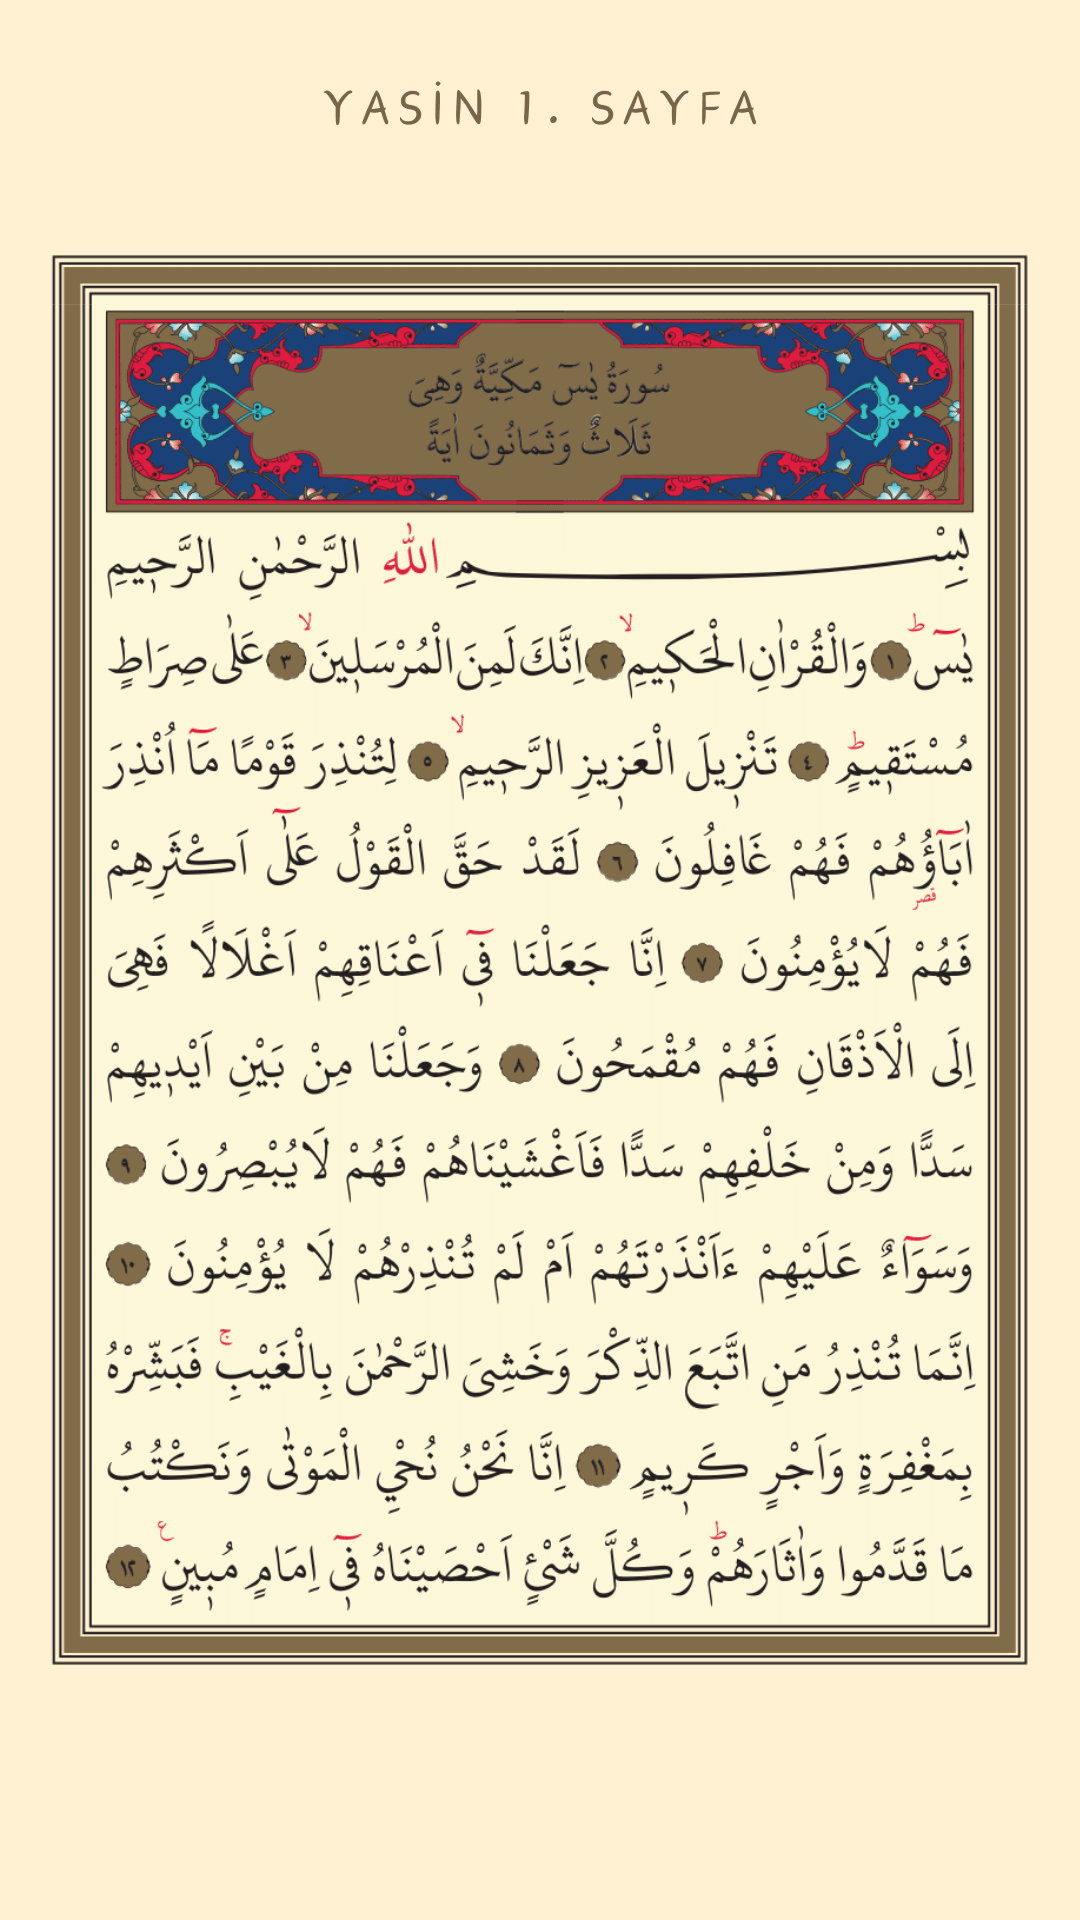 YASİN 1. SAYFA
سُورَةُ يٰسٓ مَكِّيَّةٌ وَهِىَ
ثَلَاثٌ وَثَمَانُونَ اٰيَةً
بِسْــــــــمِ اللّٰهِ الرَّحْمٰنِ الرَّحٖيمِ
يٰسٓ ؕ ﴿١﴾ وَالْقُرْاٰنِ الْحَكٖيمِ ۙ ﴿٢﴾ اِنَّكَ لَمِنَ الْمُرْسَلٖينَ ۙ ﴿٣﴾ عَلٰى صِرَاطٍ
مُسْتَقٖيمٍ ؕ ﴿٤﴾ تَنْزٖيلَ الْعَزٖيزِ الرَّحٖيمِ ۙ ﴿٥﴾ لِتُنْذِرَ قَوْمًا مَٓا اُنْذِرَ
اٰبَٓاؤُ۬هُمْ فَهُمْ غَافِلُونَ ﴿٦﴾ لَقَدْ حَقَّ الْقَوْلُ عَلٰٓى اَكْثَرِهِمْ
قصر
فَهُمْ لَا يُؤْمِنُونَ ﴿٧﴾ اِنَّا جَعَلْنَا فٖٓى اَعْنَاقِهِمْ اَغْلَالًا فَهِىَ
اِلَى الْاَذْقَانِ فَهُمْ مُقْمَحُونَ ﴿٨﴾ وَجَعَلْنَا مِنْ بَيْنِ اَيْدٖيهِمْ
سَدًّا وَمِنْ خَلْفِهِمْ سَدًّا فَاَغْشَيْنَاهُمْ فَهُمْ لَا يُبْصِرُونَ ﴿٩﴾
وَسَوَٓاءٌ عَلَيْهِمْ ءَاَنْذَرْتَهُمْ اَمْ لَمْ تُنْذِرْهُمْ لَا يُؤْمِنُونَ ﴿١٠﴾
اِنَّمَا تُنْذِرُ مَنِ اتَّبَعَ الذِّكْرَ وَخَشِىَ الرَّحْمٰنَ بِالْغَيْبِ ۚ فَبَشِّرْهُ
بِمَغْفِرَةٍ وَاَجْرٍ كَرٖيمٍ ﴿١١﴾ اِنَّا نَحْنُ نُحْيِ الْمَوْتٰى وَنَكْتُبُ
مَا قَدَّمُوا وَاٰثَارَهُمْ ؕ وَكُلَّ شَیْءٍ اَحْصَيْنَاهُ فٖٓى اِمَامٍ مُبٖينٍ ع ﴿١٢﴾